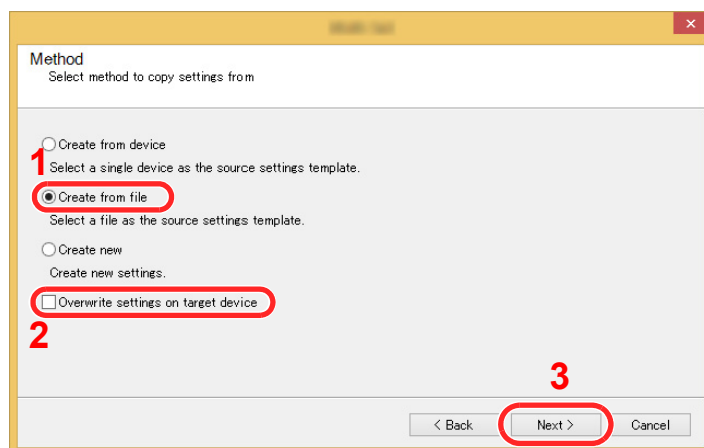 Method
Select method to copy settings from
Create from device
1
Select a single device as the source settings template.
Create from file
Select a file as the source settings template.
Create new
Create new settings.
Overwrite settings on target device
2
3
< Back Next > Cancel